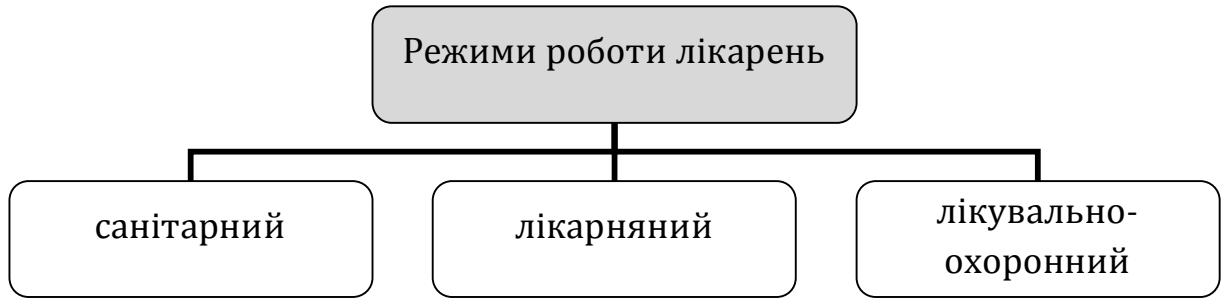 Режими роботи лікарень
санітарний
лікарняний
лікувально-
охоронний